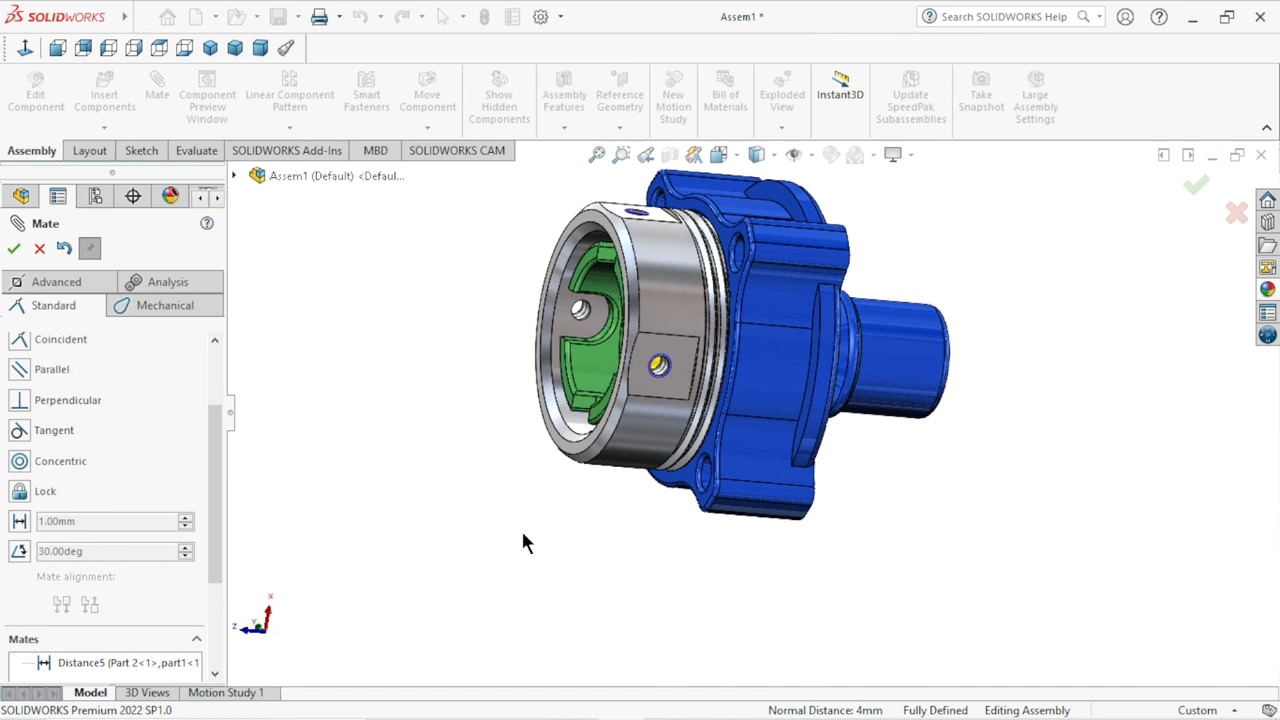 SOLIDWORKS
Assem1 *
Search SOLIDWORKS Help
Edit Component
Insert Components
Mate
Component Preview Window
Linear Component Pattern
Smart Fasteners
Move Component
Show Hidden Components
Assembly Features
Reference Geometry
New Motion Study
Bill of Materials
Exploded View
Instant3D
Update SpeedPak Subassemblies
Take Snapshot
Large Assembly Settings
Assembly
Layout
Sketch
Evaluate
SOLIDWORKS Add-Ins
MBD
SOLIDWORKS CAM
Assem1 (Default) <Defaul...
Mate
Advanced
Analysis
Standard
Mechanical
Coincident
Parallel
Perpendicular
Tangent
Concentric
Lock
1.00mm
30.00deg
Mate alignment:
Mates
Distance5 (Part 2<1>,part1<1
X
Y
Z
Model
3D Views
Motion Study 1
SOLIDWORKS Premium 2022 SP1.0
Normal Distance: 4mm
Fully Defined
Editing Assembly
Custom